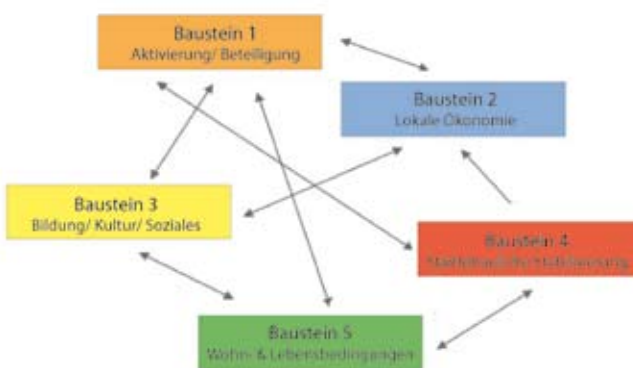 Baustein 1
Aktivierung/ Beteiligung
Baustein 2
Lokale Ökonomie
Baustein 3
Bildung/ Kultur/ Soziales
Baustein 4
Baustein 5
Wohn- & Lebensbedingungen